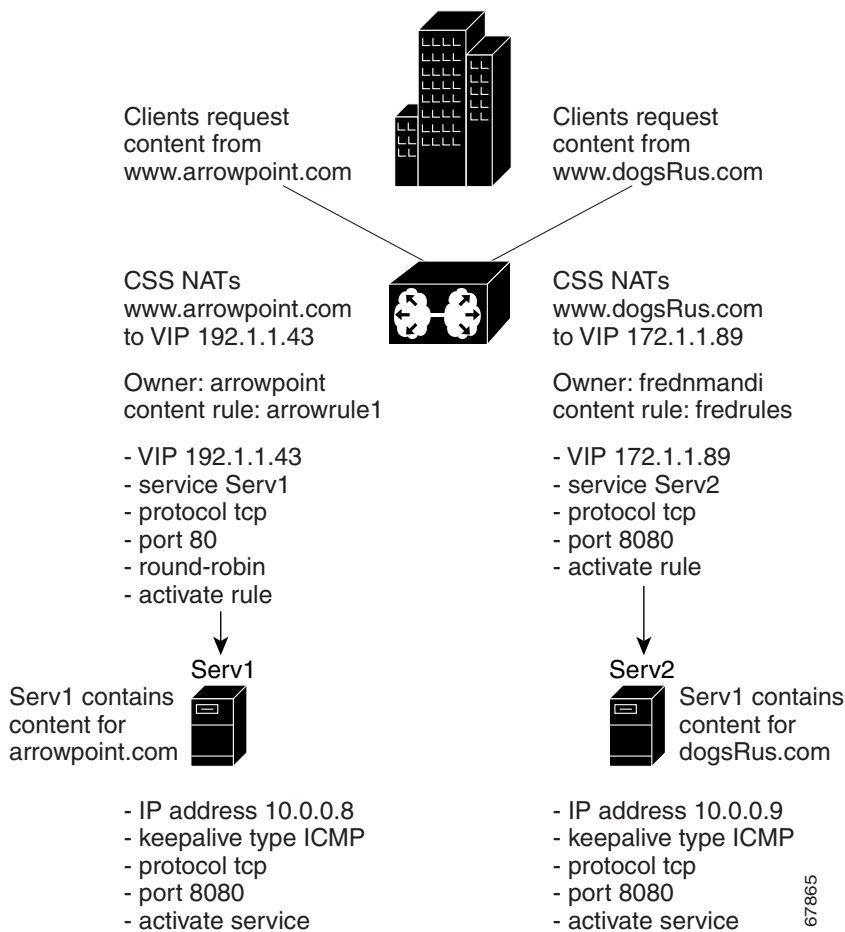 Clients request
content from
www.arrowpoint.com
Clients request
content from
www.dogsRus.com
CSS NATs
www.arrowpoint.com
to VIP 192.1.1.43
CSS NATs
www.dogsRus.com
to VIP 172.1.1.89
Owner: arrowpoint
content rule: arrowrule1
Owner: frednmandi
content rule: fredrules
- VIP 192.1.1.43
- service Serv1
- protocol tcp
- port 80
- round-robin
- activate rule
- VIP 172.1.1.89
- service Serv2
- protocol tcp
- port 8080
- activate rule
Serv1
Serv1 contains
content for
arrowpoint.com
Serv2
Serv1 contains
content for
dogsRus.com
- IP address 10.0.0.8
- keepalive type ICMP
- protocol tcp
- port 8080
- activate service
- IP address 10.0.0.9
- keepalive type ICMP
- protocol tcp
- port 8080
- activate service
67865